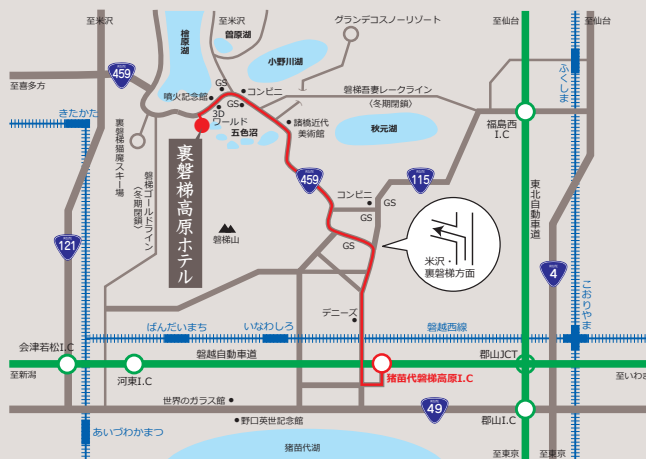 至米沢
至米沢
グランデコスノーリゾート
至仙台
至仙台
檜原湖
曽原湖
小野川湖
ROUTE
459
至喜多方
GS
コンビニ
噴火記念館
GS
3D
ワールド
五色沼
諸橋近代
美術館
磐梯吾妻レークライン
〈冬期閉鎖〉
秋元湖
福島西
I.C
ふくしま
きたかた
裏磐梯猫魔スキー場
磐梯ゴールドライン
〈冬期閉鎖〉
裏磐梯高原ホテル
磐梯山
459
コンビニ
GS
GS
GS
115
米沢・
裏磐梯方面
東北自動車道
4
121
デニーズ
こおりやま
ばんだいまち
いなわしろ
磐越西線
会津若松I.C
磐越自動車道
郡山JCT
至新潟
河東I.C
猪苗代磐梯高原I.C
至いわき
世界のガラス館
49
野口英世記念館
郡山I.C
あいづわかまつ
猪苗代湖
至東京
至東京